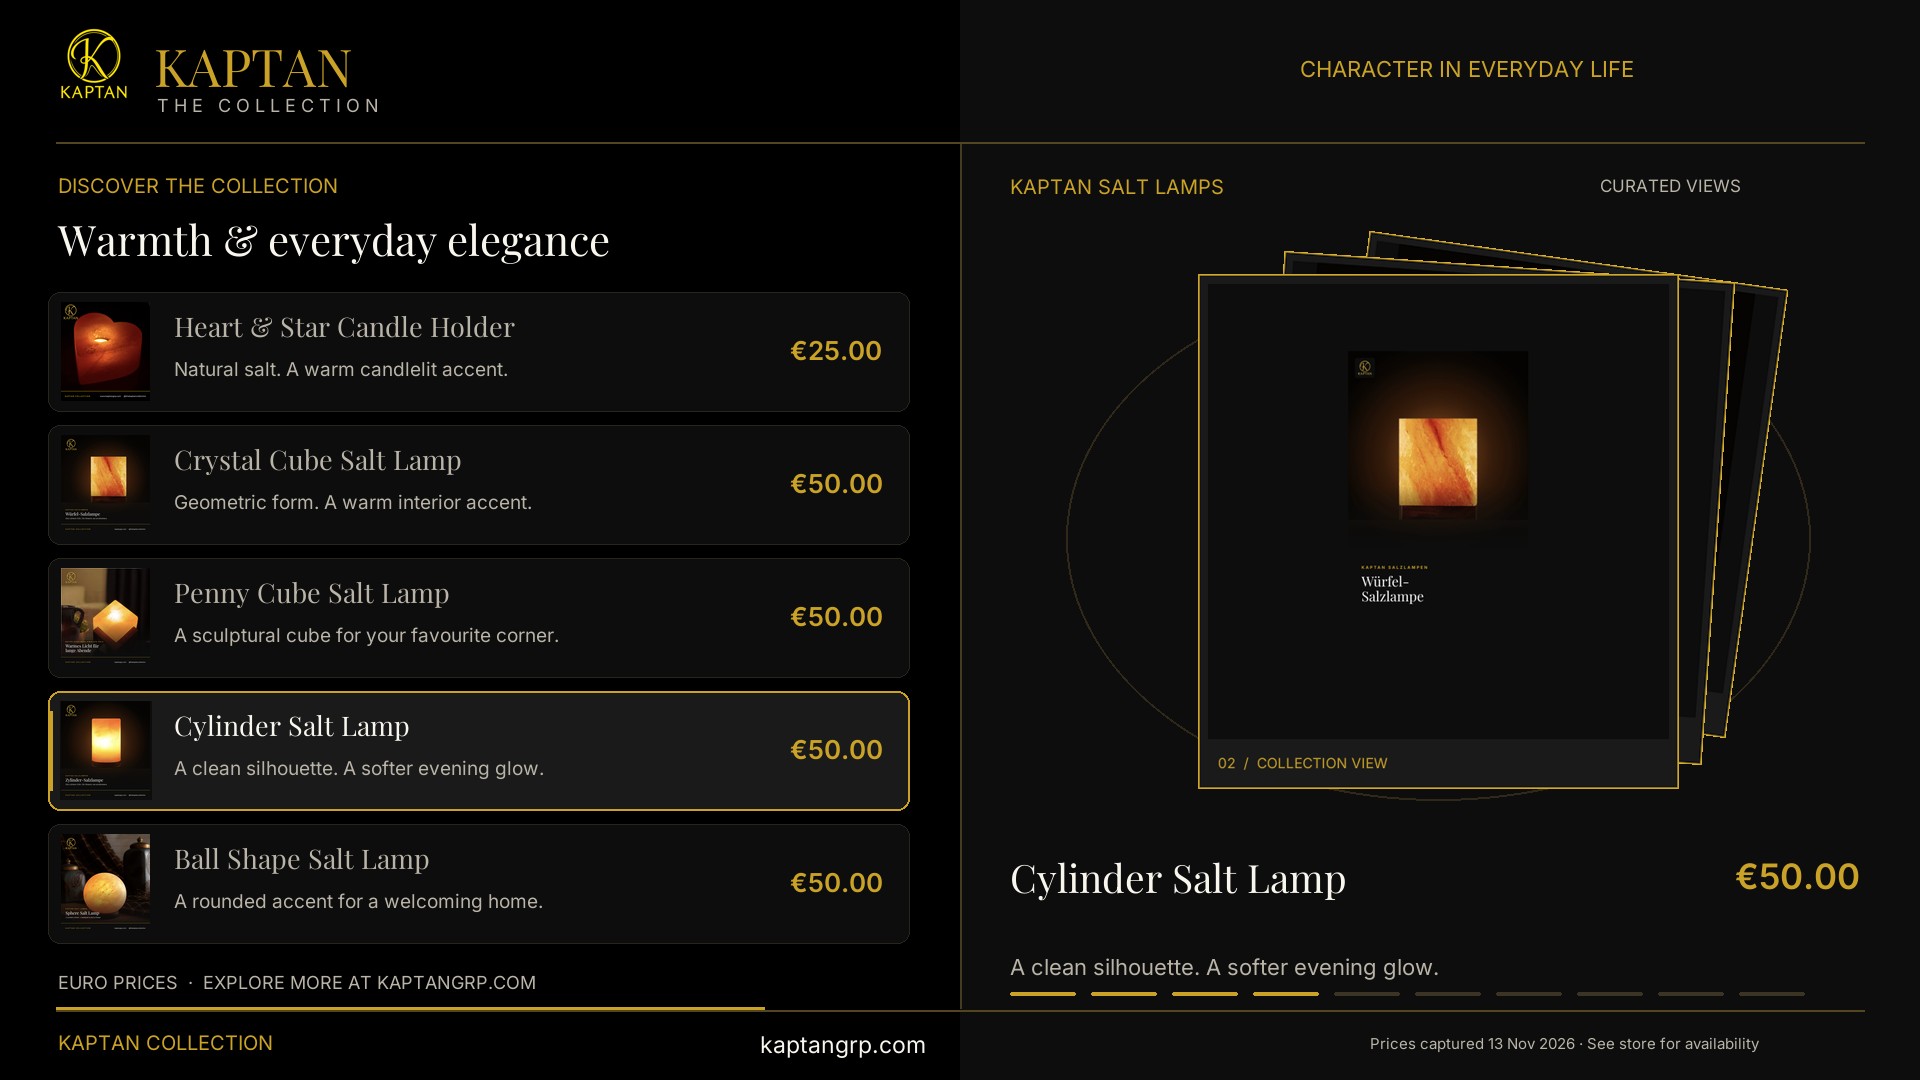 KAPTAN
KAPTAN
THE COLLECTION
CHARACTER IN EVERYDAY LIFE
DISCOVER THE COLLECTION
Warmth & everyday elegance
Heart & Star Candle Holder
Natural salt. A warm candlelit accent.
€25.00
Crystal Cube Salt Lamp
Geometric form. A warm interior accent.
€50.00
Penny Cube Salt Lamp
A sculptural cube for your favourite corner.
€50.00
Cylinder Salt Lamp
A clean silhouette. A softer evening glow.
€50.00
Ball Shape Salt Lamp
A rounded accent for a welcoming home.
€50.00
EURO PRICES · EXPLORE MORE AT KAPTANGRP.COM
KAPTAN SALT LAMPS
CURATED VIEWS
KAPTAN SALZLAMPEN
Würfel-
Salzlampe
02 / COLLECTION VIEW
Cylinder Salt Lamp
€50.00
A clean silhouette. A softer evening glow.
KAPTAN COLLECTION
kaptangrp.com
Prices captured 13 Nov 2026 · See store for availability